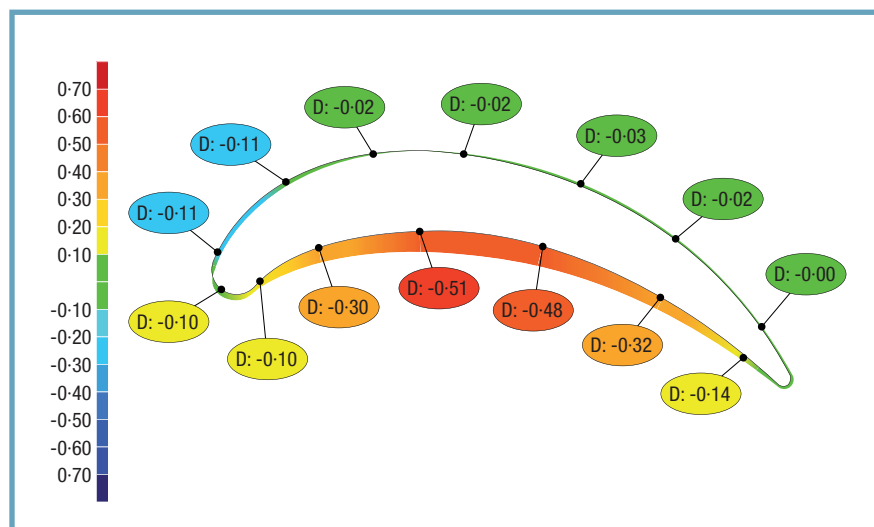 0·70
0·60
0·50
0·40
0·30
0·20
0·10
-0·10
-0·20
-0·30
-0·40
-0·50
-0·60
0·70
D: -0·02
D: -0·02
D: -0·11
D: -0·03
D: -0·11
D: -0·02
D: -0·00
D: -0·10
D: -0·30
D: -0·51
D: -0·48
D: -0·10
D: -0·32
D: -0·14